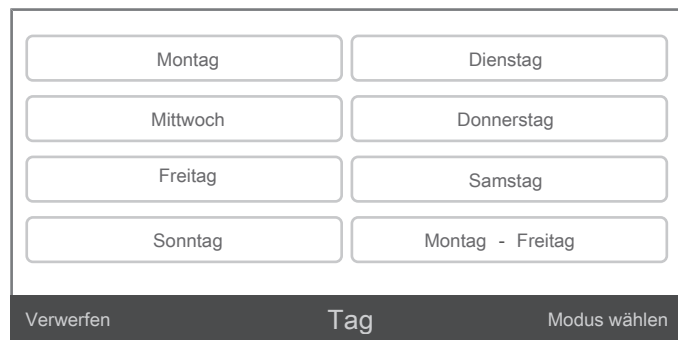 Montag
Dienstag
Mittwoch
Donnerstag
Freitag
Samstag
Sonntag
Montag - Freitag
Verwerfen
Tag
Modus wählen